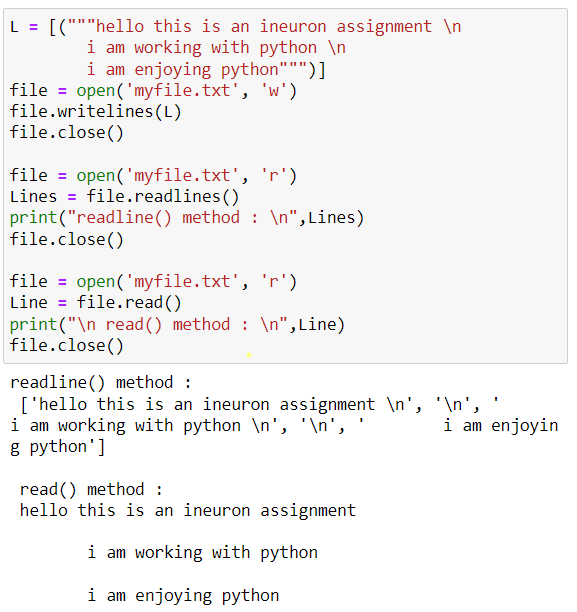 L = [("""hello this is an ineuron assignment \n
        i am working with python \n
        i am enjoying python""")]
file = open('myfile.txt', 'w')
file.writelines(L)
file.close()

file = open('myfile.txt', 'r')
Lines = file.readlines()
print("readline() method : \n",Lines)
file.close()

file = open('myfile.txt', 'r')
Line = file.read()
print("\n read() method : \n",Line)
file.close()

readline() method :
 ['hello this is an ineuron assignment \n', '\n', '
i am working with python \n', '\n', '        i am enjoyin
g python']

 read() method :
 hello this is an ineuron assignment

        i am working with python

        i am enjoying python